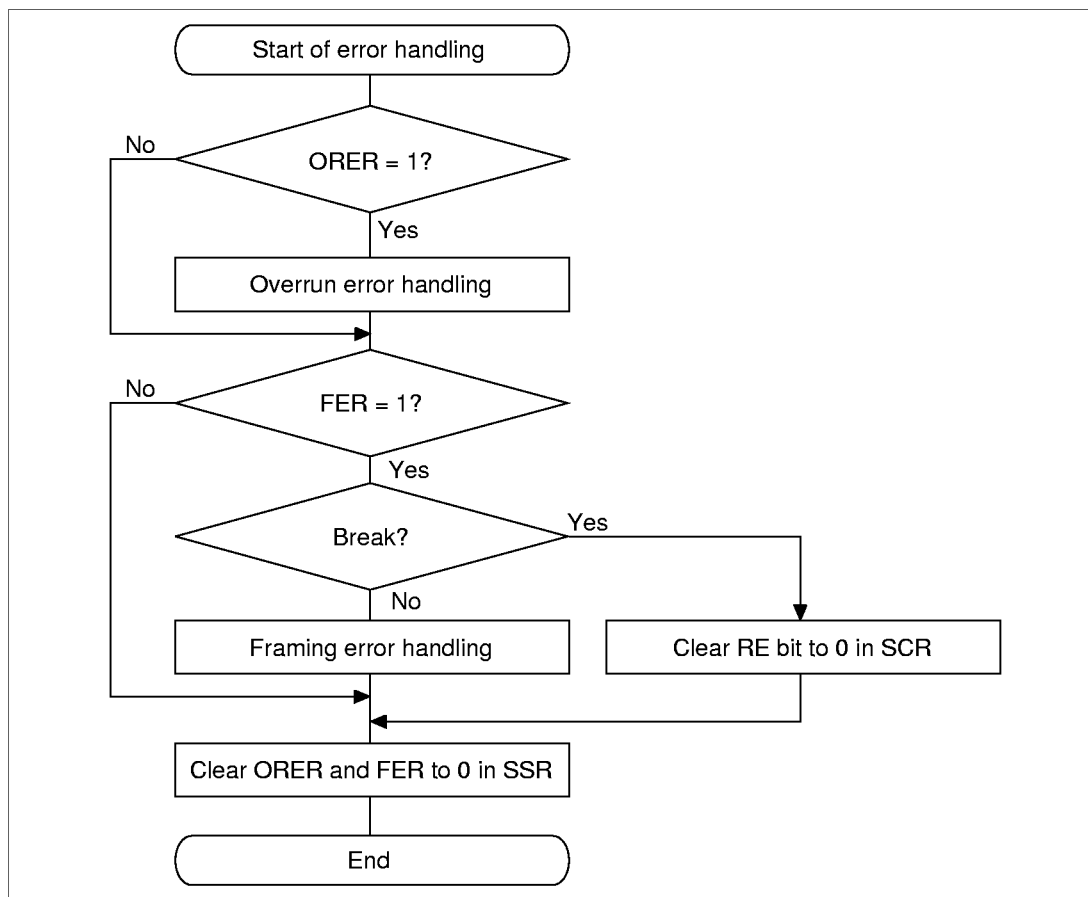 Start of error handling
No
ORER = 1?
Yes
Overrun error handling
No
FER = 1?
Yes
Break?
Yes
No
Framing error handling
Clear RE bit to 0 in SCR
Clear ORER and FER to 0 in SSR
End